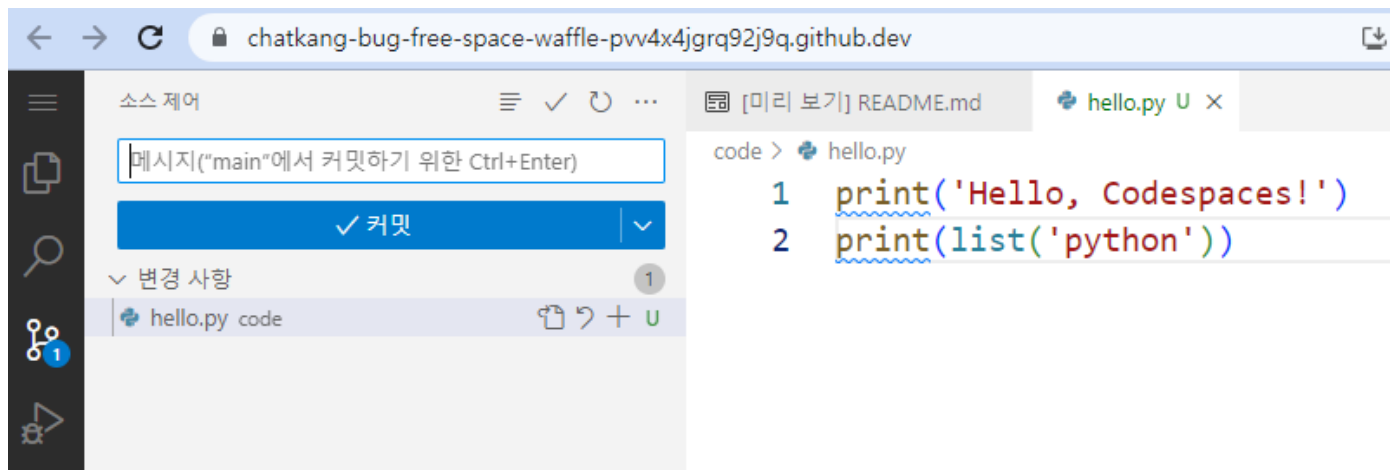 chatkang-bug-free-space-waffle-pvv4x4jgrq92j9q.github.dev
소스 제어
메시지("main"에서 커밋하기 위한 Ctrl+Enter)
커밋
변경 사항 1
hello.py code U
1
[미리 보기] README.md hello.py U
code > hello.py
1 print('Hello, Codespaces!')
2 print(list('python'))